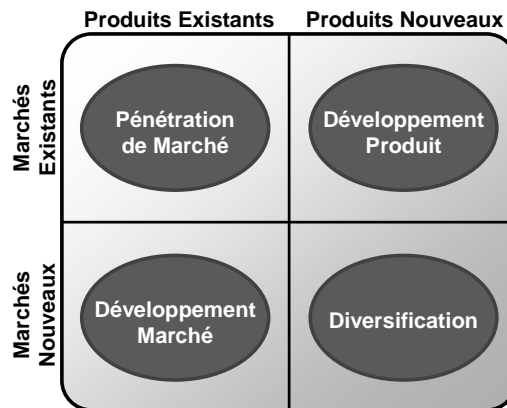 Produits Existants
Produits Nouveaux
Marchés
Existants
Pénétration
de Marché
Développement
Produit
Marchés
Nouveaux
Développement
Marché
Diversification